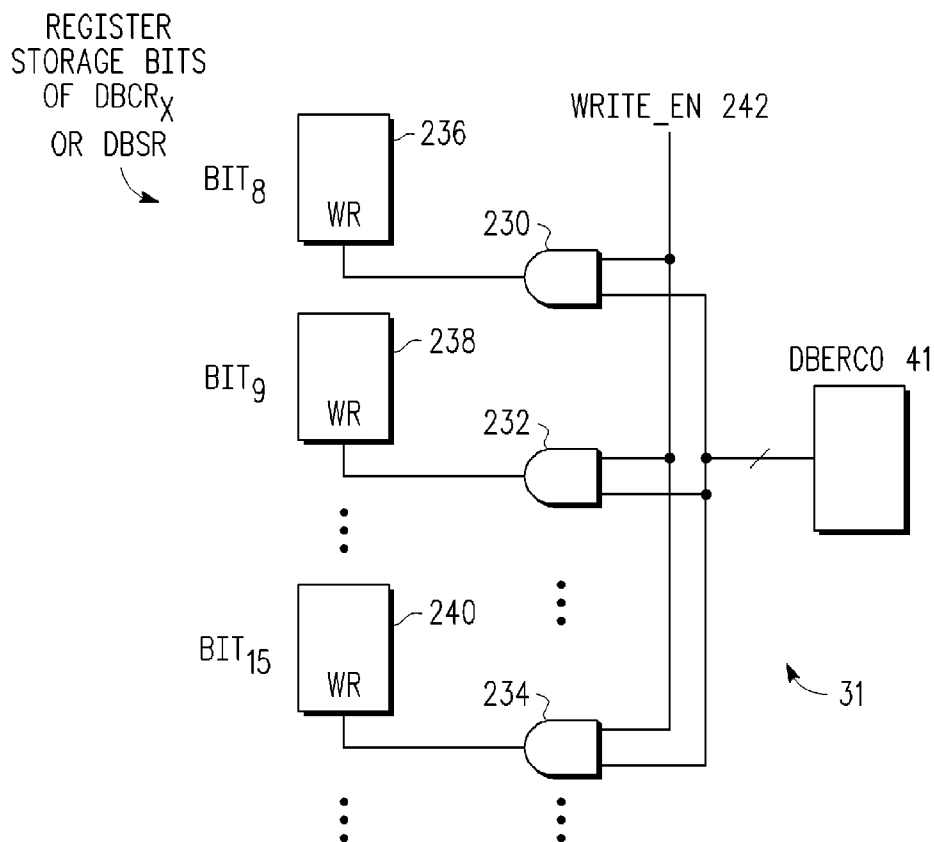 REGISTER
STORAGE BITS
OF DBCRX
OR DBSR
WRITE_EN 242
236
BIT8
WR
230
238
DBERCO 41
BIT9
WR
232
240
BIT15
WR
234
31